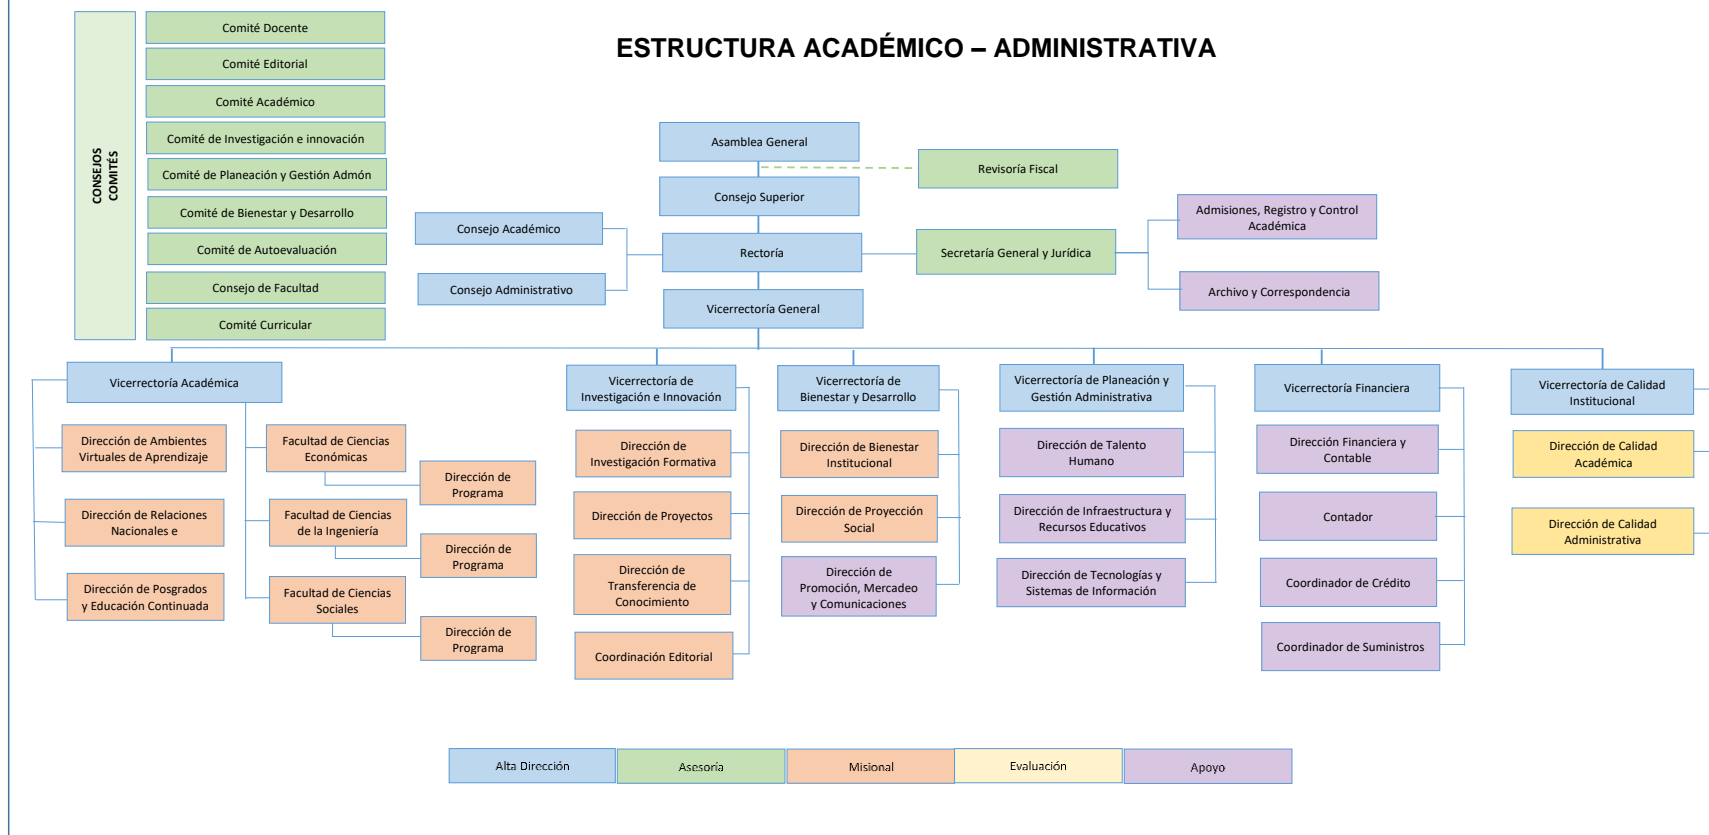 ESTRUCTURA ACADÉMICO – ADMINISTRATIVA
CONSEJOS
COMITÉS
Comité Docente
Comité Editorial
Comité Académico
Comité de Investigación e innovación
Comité de Planeación y Gestión Admón
Comité de Bienestar y Desarrollo
Comité de Autoevaluación
Consejo de Facultad
Comité Curricular
Asamblea General
Revisoría Fiscal
Consejo Superior
Consejo Académico
Consejo Administrativo
Rectoría
Secretaría General y Jurídica
Admisiones, Registro y Control
Académica
Archivo y Correspondencia
Vicerrectoría General
Vicerrectoría Académica
Dirección de Ambientes
Virtuales de Aprendizaje
Dirección de Relaciones
Nacionales e
Dirección de Posgrados
y Educación Continuada
Facultad de Ciencias
Económicas
Dirección de
Programa
Facultad de Ciencias
de la Ingeniería
Dirección de
Programa
Facultad de Ciencias
Sociales
Dirección de
Programa
Vicerrectoría de
Investigación e Innovación
Dirección de
Investigación Formativa
Dirección de Proyectos
Dirección de
Transferencia de
Conocimiento
Coordinación Editorial
Vicerrectoría de
Bienestar y Desarrollo
Dirección de Bienestar
Institucional
Dirección de Proyección
Social
Dirección de
Promoción, Mercadeo
y Comunicaciones
Vicerrectoría de Planeación y
Gestión Administrativa
Dirección de Talento
Humano
Dirección de Infraestructura y
Recursos Educativos
Dirección de Tecnologías y
Sistemas de Información
Vicerrectoría Financiera
Dirección Financiera y
Contable
Contador
Coordinador de Crédito
Coordinador de Suministros
Vicerrectoría de Calidad
Institucional
Dirección de Calidad
Académica
Dirección de Calidad
Administrativa
Alta Dirección
Asesoría
Misional
Evaluación
Apoyo